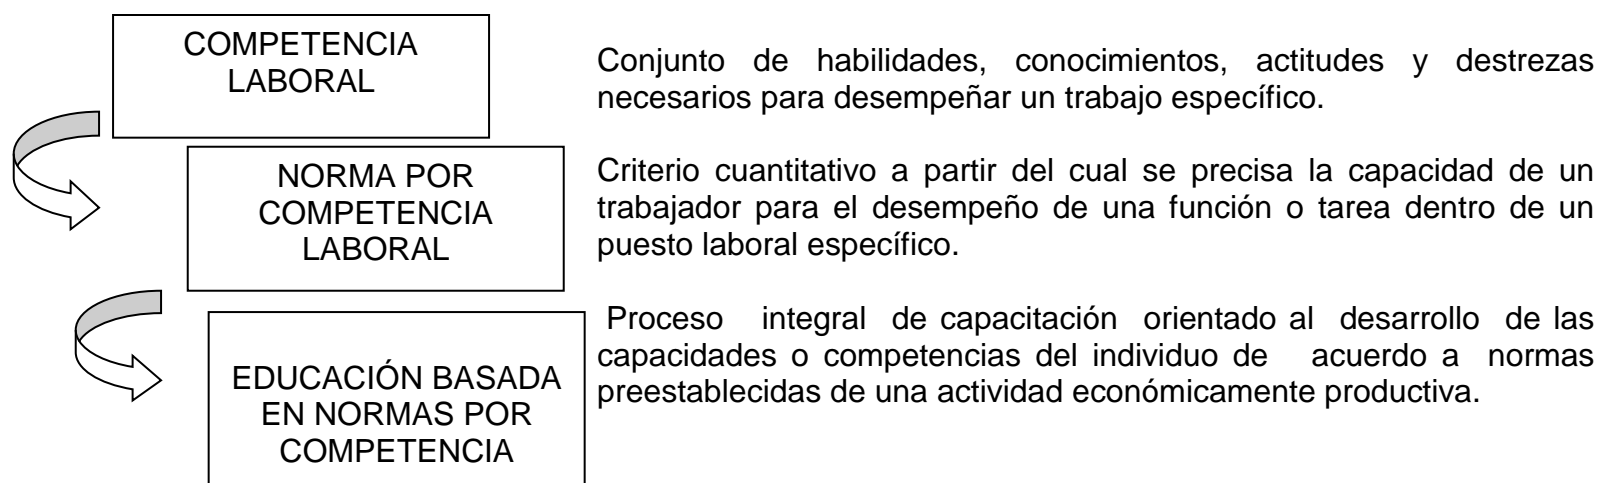 COMPETENCIA
LABORAL
Conjunto de habilidades, conocimientos, actitudes y destrezas
necesarios para desempeñar un trabajo específico.
NORMA POR
COMPETENCIA
LABORAL
Criterio cuantitativo a partir del cual se precisa la capacidad de un
trabajador para el desempeño de una función o tarea dentro de un
puesto laboral específico.
EDUCACIÓN BASADA
EN NORMAS POR
COMPETENCIA
Proceso integral de capacitación orientado al desarrollo de las
capacidades o competencias del individuo de acuerdo a normas
preestablecidas de una actividad económicamente productiva.